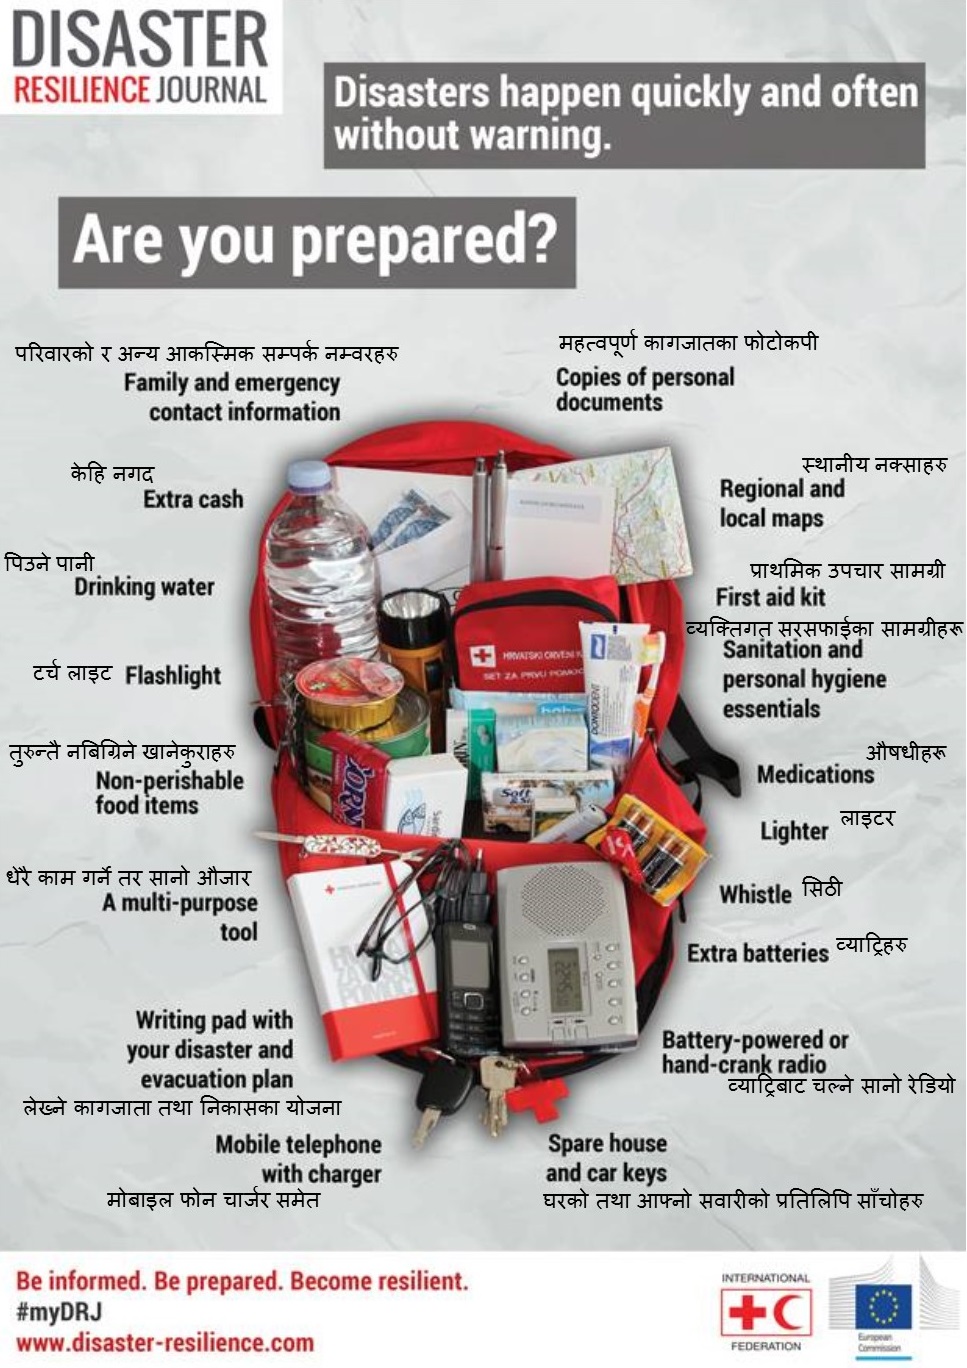 DISASTER
RESILIENCE JOURNAL
Disasters happen quickly and often
without warning.
Are you prepared?
परिवारको र अन्य आकस्मिक सम्पर्क नम्वरहरु
Family and emergency
contact information
महत्वपूर्ण कागजातका फोटोकपी
Copies of personal
documents
केहि नगद
Extra cash
स्थानीय नक्साहरु
Regional and
local maps
पिउने पानी
Drinking water
प्राथमिक उपचार सामग्री
First aid kit
व्यक्तिगत सरसफाईका सामग्रीहरू
Sanitation and
personal hygiene
essentials
टर्च लाइट Flashlight
तुरुन्तै नबिग्रिने खानेकुराहरु
Non-perishable
food items
औषधीहरू
Medications
Lighter लाइटर
धेरै काम गर्ने तर सानो औजार
A multi-purpose
tool
Whistle सिठी
Extra batteries व्याट्रिहरु
Writing pad with
your disaster and
evacuation plan
लेख्ने कागजाता तथा निकासका योजना
Battery-powered or
hand-crank radio
व्याट्रिबाट चल्ने सानो रेडियो
Mobile telephone
with charger
मोबाइल फोन चार्जर समेत
Spare house
and car keys
घरको तथा आफ्नो सवारीको प्रतिलिपि साँचोहरु
HRVATSKI CRVENI K
SET ZA PRVU POMOĆ
Soft
Be informed. Be prepared. Become resilient.
#myDRJ
www.disaster-resilience.com
INTERNATIONAL
FEDERATION
European
Commission